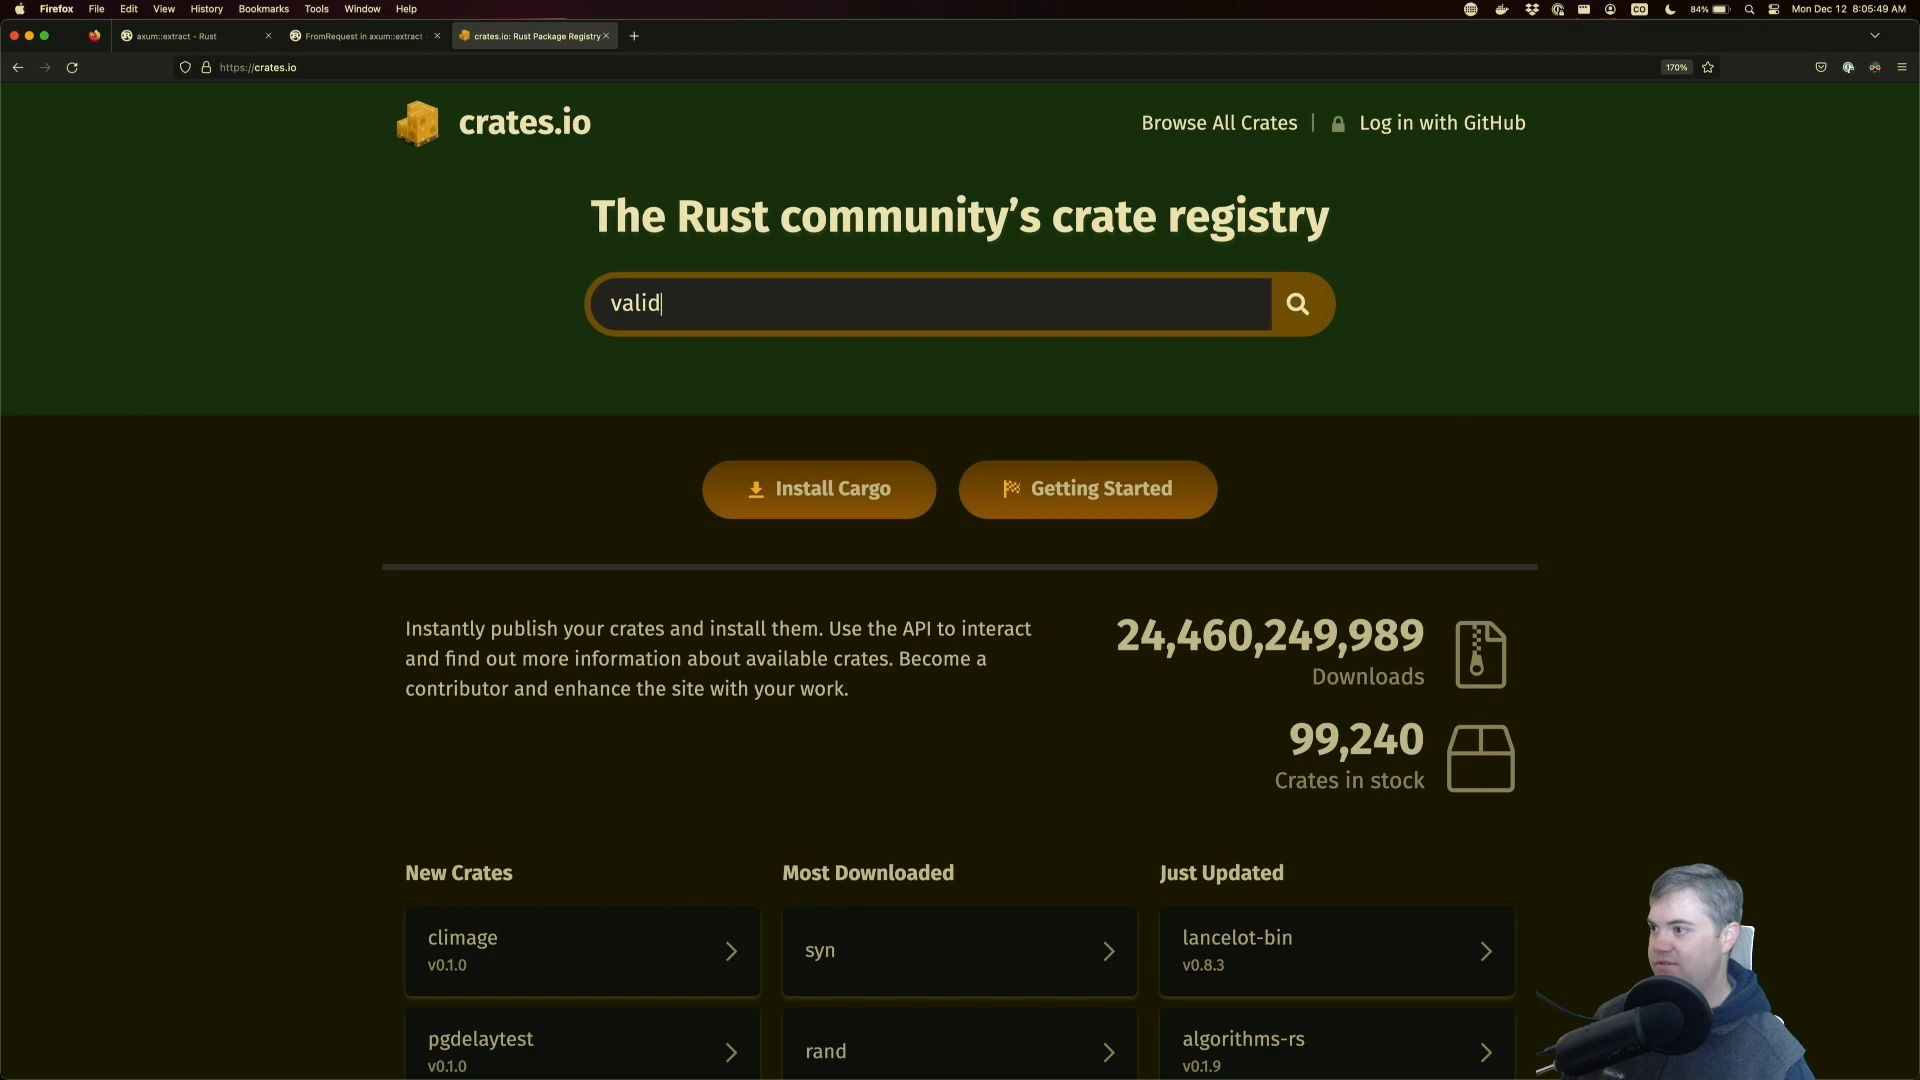 Firefox File Edit View History Bookmarks Tools Window Help
CO
84%
Mon Dec 12 8:05:49 AM
axum::extract - Rust
FromRequest in axum::extract -
crates.io: Rust Package Registry
https://crates.io
170%
crates.io
Browse All Crates | Log in with GitHub
The Rust community’s crate registry
valid
Install Cargo
Getting Started
Instantly publish your crates and install them. Use the API to interact
and find out more information about available crates. Become a
contributor and enhance the site with your work.
24,460,249,989
Downloads
99,240
Crates in stock
New Crates
climage
v0.1.0
pgdelaytest
v0.1.0
Most Downloaded
syn
rand
Just Updated
lancelot-bin
v0.8.3
algorithms-rs
v0.1.9